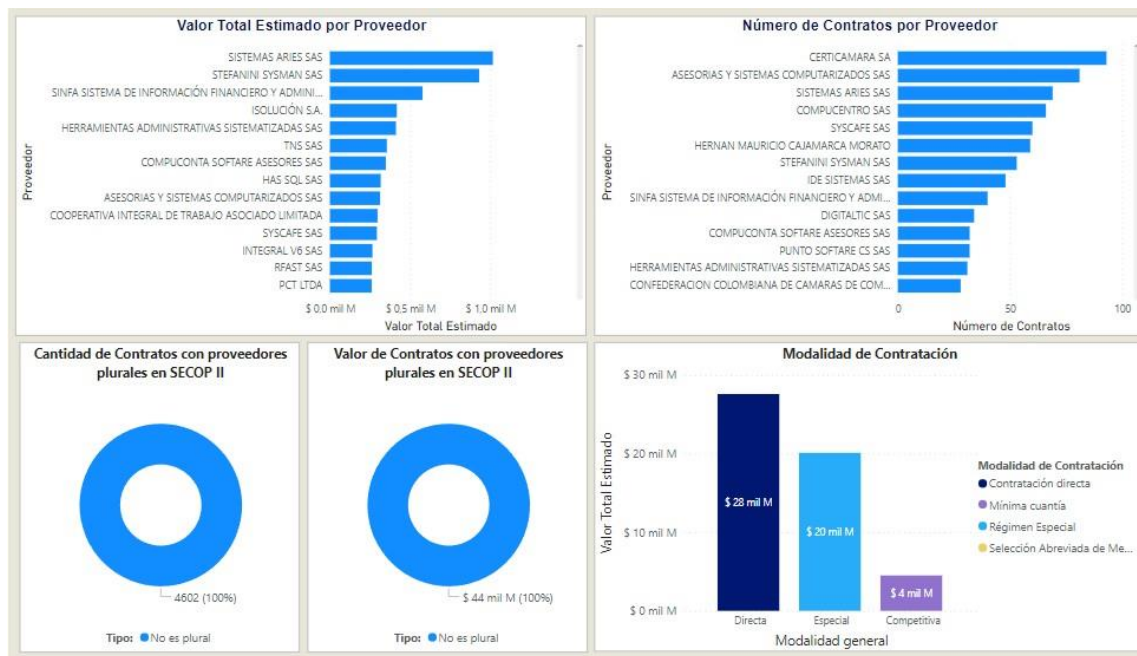 Valor Total Estimado por Proveedor
SISTEMAS ARIES SAS
STEFANINI SYSMAN SAS
SINFA SISTEMA DE INFORMACIÓN FINANCIERO Y ADMINI...
ISOLUCIÓN S.A.
HERRAMIENTAS ADMINISTRATIVAS SISTEMATIZADAS SAS
TNS SAS
COMPUCONTA SOFTARE ASESORES SAS
HAS SQL SAS
ASESORIAS Y SISTEMAS COMPUTARIZADOS SAS
COOPERATIVA INTEGRAL DE TRABAJO ASOCIADO LIMITADA
SYSCAFE SAS
INTEGRAL V6 SAS
RFAST SAS
PCT LTDA
Proveedor
$ 0,0 mil M $ 0,5 mil M $ 1,0 mil M
Valor Total Estimado
Número de Contratos por Proveedor
CERTICAMARA SA
ASESORIAS Y SISTEMAS COMPUTARIZADOS SAS
SISTEMAS ARIES SAS
COMPUCENTRO SAS
SYSCAFE SAS
HERNAN MAURICIO CAJAMARCA MORATO
STEFANINI SYSMAN SAS
IDE SISTEMAS SAS
SINFA SISTEMA DE INFORMACIÓN FINANCIERO Y ADMI...
DIGITALTIC SAS
COMPUCONTA SOFTARE ASESORES SAS
PUNTO SOFTARE CS SAS
HERRAMIENTAS ADMINISTRATIVAS SISTEMATIZADAS SAS
CONFEDERACION COLOMBIANA DE CAMARAS DE COM...
Proveedor
0 50 100
Número de Contratos
Cantidad de Contratos con proveedores
plurales en SECOP II
4602 (100%)
Tipo: No es plural
Valor de Contratos con proveedores
plurales en SECOP II
$ 44 mil M (100%)
Tipo: No es plural
Modalidad de Contratación
$ 30 mil M
$ 20 mil M
$ 10 mil M
$ 0 mil M
Valor Total Estimado
$ 28 mil M
$ 20 mil M
$ 4 mil M
Directa Especial Competitiva
Modalidad general
Modalidad de Contratación
Contratación directa
Mínima cuantía
Régimen Especial
Selección Abreviada de Me...